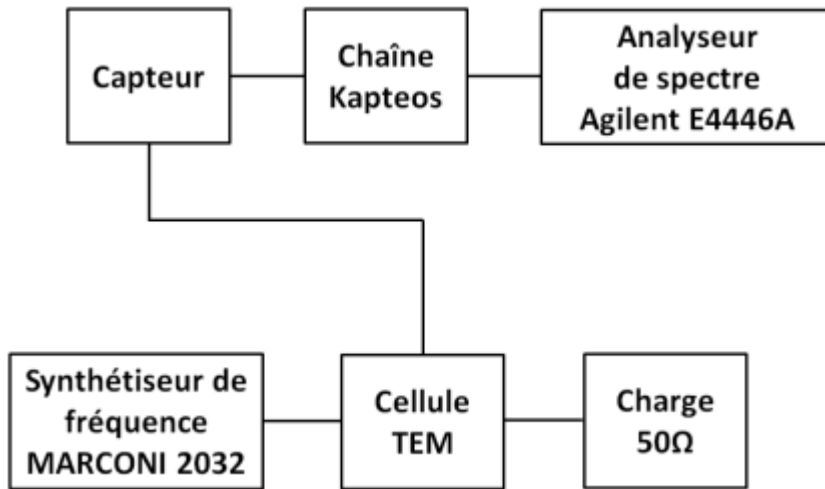 Capteur
Chaîne
Kapteos
Analyseur
de spectre
Agilent E4446A
Synthétiseur de
fréquence
MARCONI 2032
Cellule
TEM
Charge
50Ω